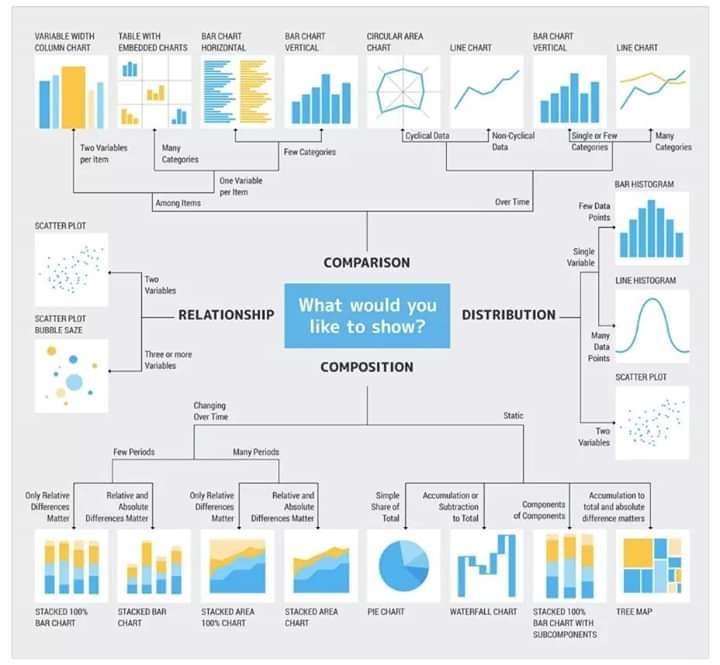 VARIABLE WIDTH
COLUMN CHART
TABLE WITH
EMBEDDED CHARTS
BAR CHART
HORIZONTAL
BAR CHART
VERTICAL
CIRCULAR AREA
CHART
LINE CHART
BAR CHART
VERTICAL
LINE CHART
Two Variables
per Item
Many
Categories
Few Categories
Cyclical Data
Non-Cyclical
Data
Single or Few
Categories
Many
Categories
One Variable
per Item
Among Items
Over Time
COMPARISON
SCATTER PLOT
Two
Variables
SCATTER PLOT
BUBBLE SAZE
Three or more
Variables
RELATIONSHIP
What would you
like to show?
DISTRIBUTION
BAR HISTOGRAM
Few Data
Points
Single
Variable
LINE HISTOGRAM
Many
Data
Points
SCATTER PLOT
Two
Variables
COMPOSITION
Changing
Over Time
Static
Few Periods
Many Periods
Only Relative
Differences
Matter
Relative and
Absolute
Differences Matter
Only Relative
Differences
Matter
Relative and
Absolute
Differences Matter
Simple
Share of
Total
Accumulation or
Subtraction
to Total
Components
of Components
Accumulation to
total and absolute
difference matters
STACKED 100%
BAR CHART
STACKED BAR
CHART
STACKED AREA
100% CHART
STACKED AREA
CHART
PIE CHART
WATERFALL CHART
STACKED 100%
BAR CHART WITH
SUBCOMPONENTS
TREE MAP